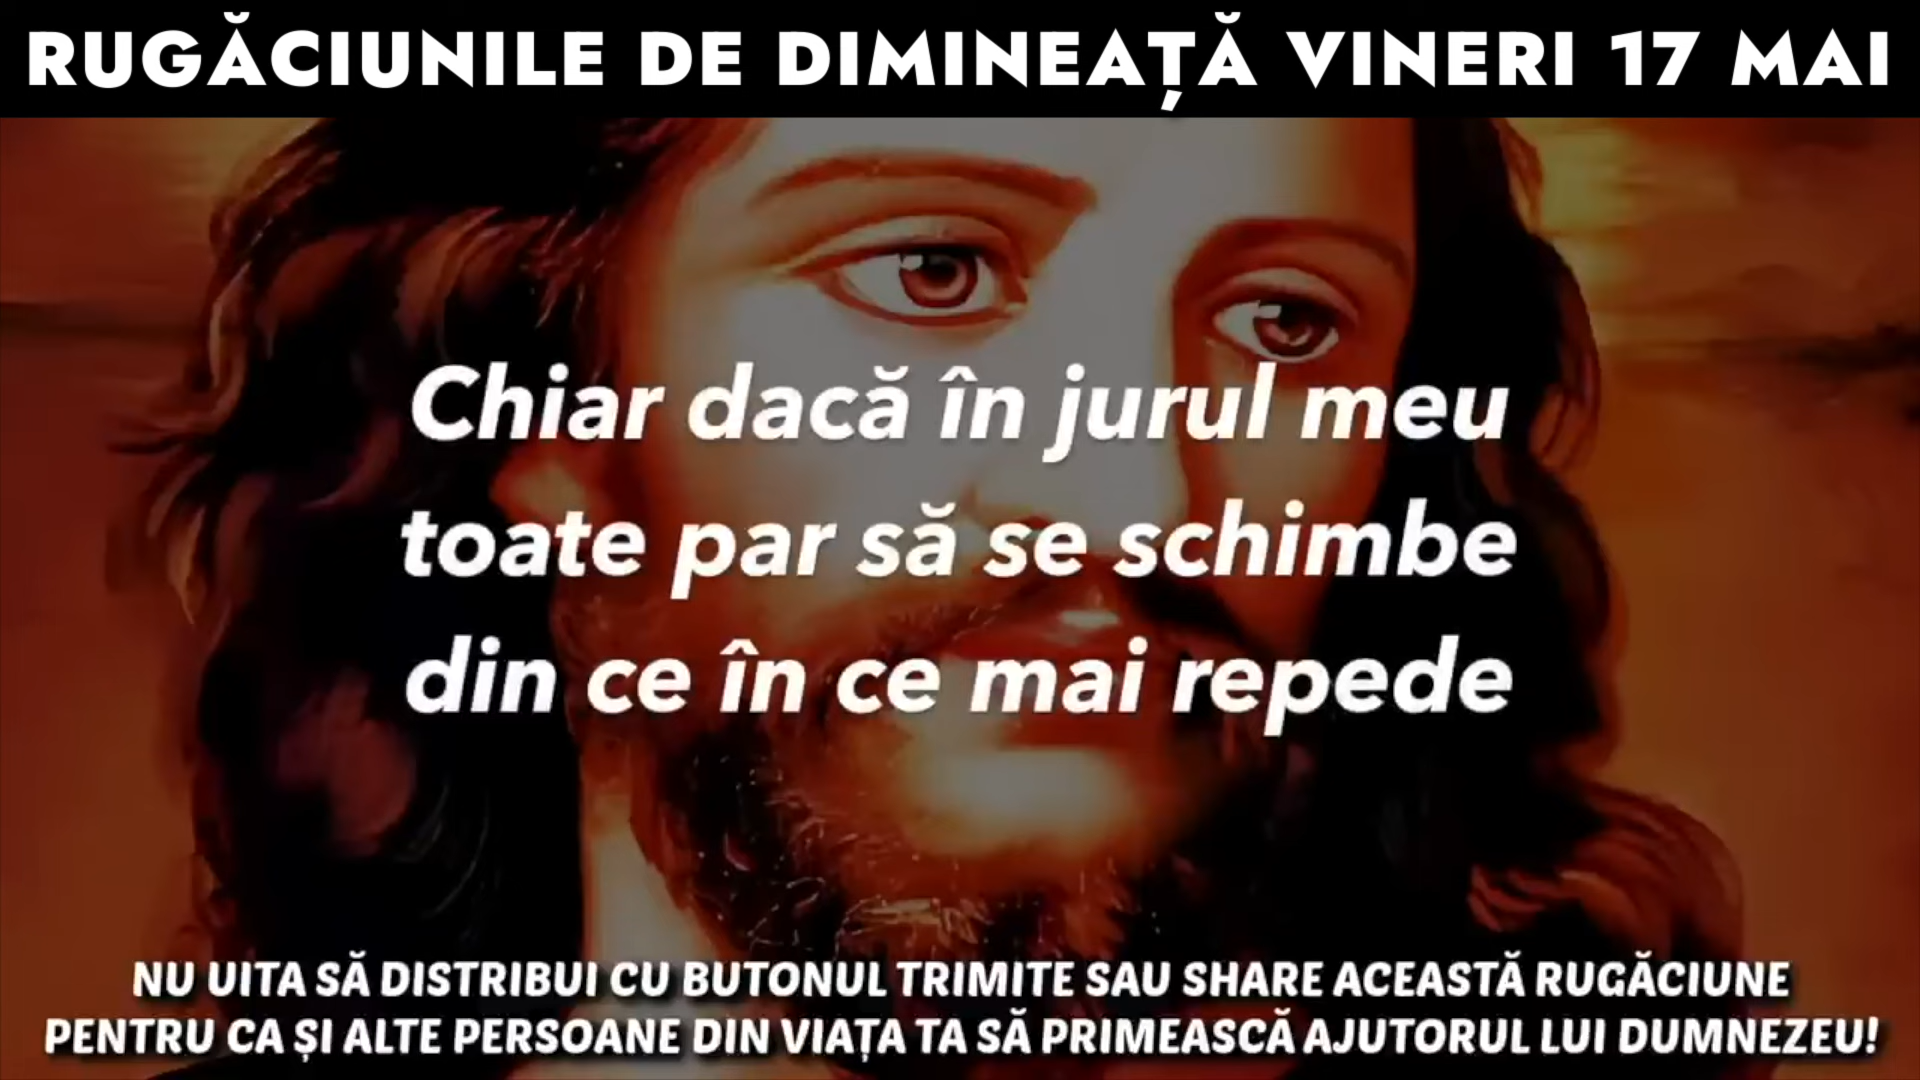 RUGĂCIUNILE DE DIMINEAȚĂ VINERI 17 MAI
Chiar dacă în jurul meu
toate par să se schimbe
din ce în ce mai repede
NU UITA SĂ DISTRIBUI CU BUTONUL TRIMITE SAU SHARE ACEASTĂ RUGĂCIUNE
PENTRU CA ȘI ALTE PERSOANE DIN VIAȚA TA SĂ PRIMEASCĂ AJUTORUL LUI DUMNEZEU!